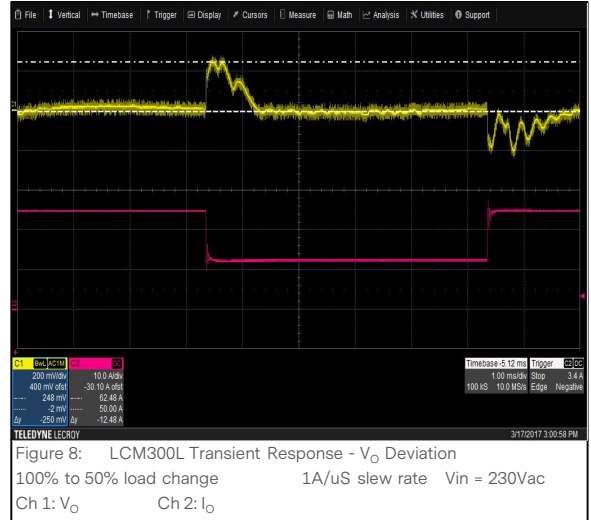 File Vertical Timebase Trigger Display Cursors Measure Math Analysis Utilities Support
C1
C2
C1 BwL AC1M C2 DC
200 mV/div 10.0 A/div
400 mV ofst -30.10 A ofst
248 mV 62.48 A
-2 mV 50.00 A
Δy -250 mV Δy -12.48 A
Timebase -5.12 ms Trigger C2 DC
1.00 ms/div Stop 3.4 A
100 kS 10.0 MS/s Edge Negative
TELEDYNE LECROY 3/17/2017 3:00:58 PM
Figure 8: LCM300L Transient Response - VO Deviation
100% to 50% load change 1A/uS slew rate Vin = 230Vac
Ch 1: VO Ch 2: IO